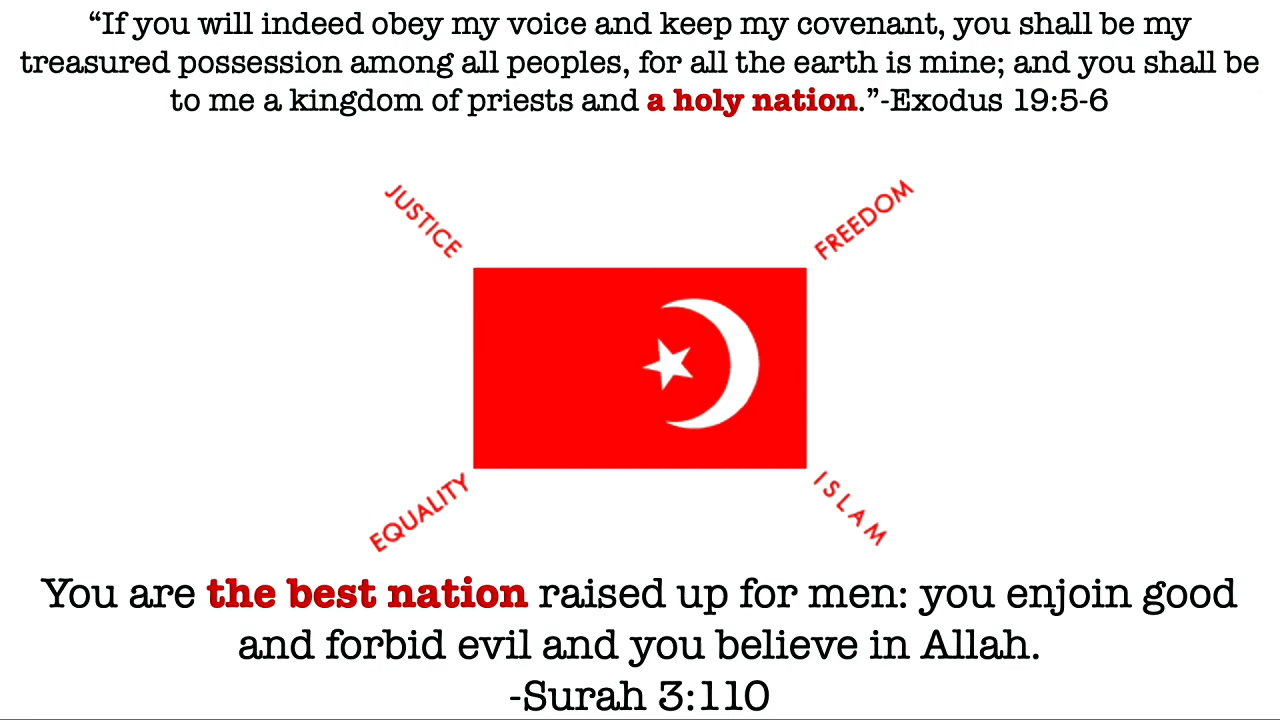 “If you will indeed obey my voice and keep my covenant, you shall be my
treasured possession among all peoples, for all the earth is mine; and you shall be
to me a kingdom of priests and a holy nation.”-Exodus 19:5-6
JUSTICE
FREEDOM
EQUALITY
ISLAM
You are the best nation raised up for men: you enjoin good
and forbid evil and you believe in Allah.
-Surah 3:110